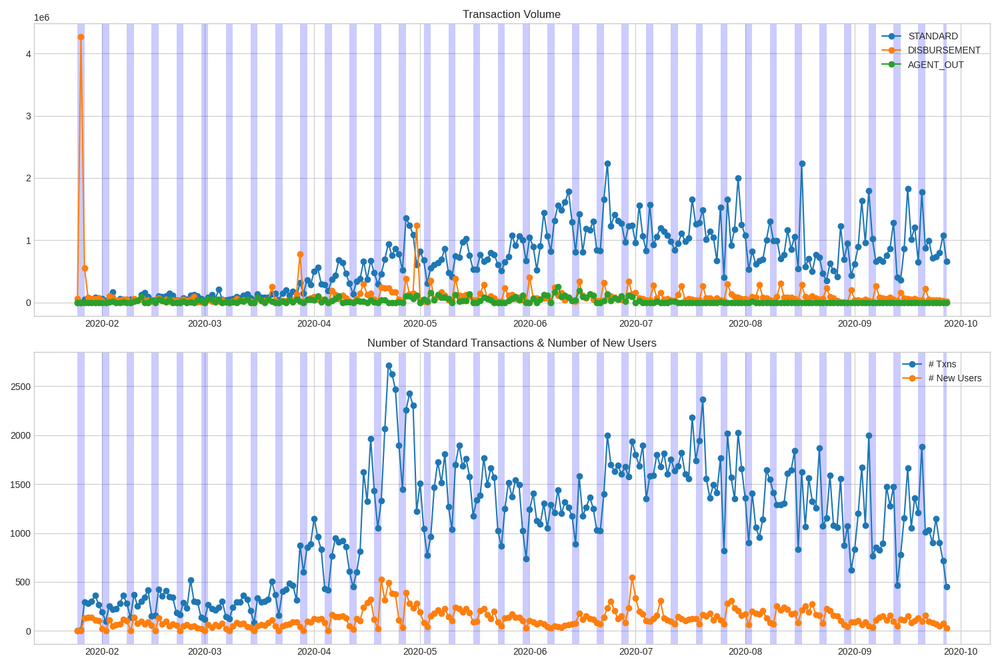 Transaction Volume
1e6
STANDARD
DISBURSEMENT
AGENT_OUT
4
3
2
1
0
2020-02 2020-03 2020-04 2020-05 2020-06 2020-07 2020-08 2020-09 2020-10
Number of Standard Transactions & Number of New Users
# Txns
# New Users
2500
2000
1500
1000
500
0
2020-02 2020-03 2020-04 2020-05 2020-06 2020-07 2020-08 2020-09 2020-10